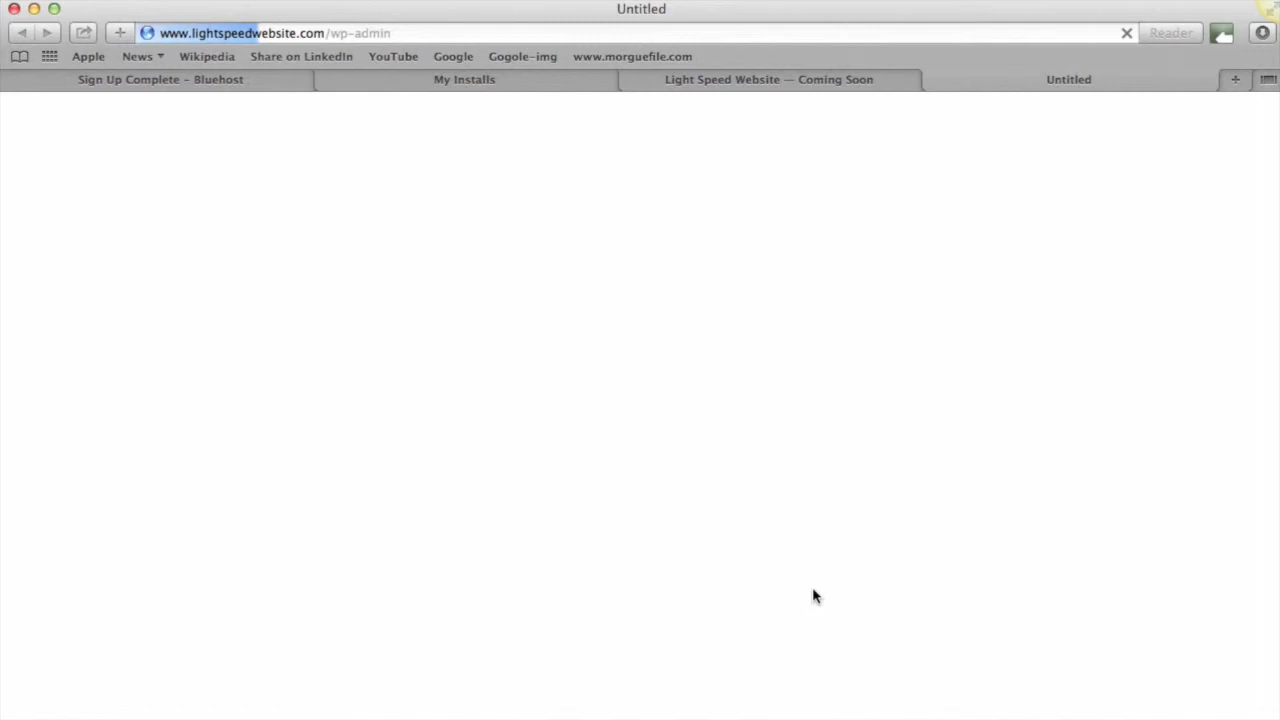 Untitled
www.lightspeedwebsite.com/wp-admin
Reader
Apple News Wikipedia Share on LinkedIn YouTube Google Gogole-img www.morguefile.com
Sign Up Complete – Bluehost My Installs Light Speed Website — Coming Soon Untitled